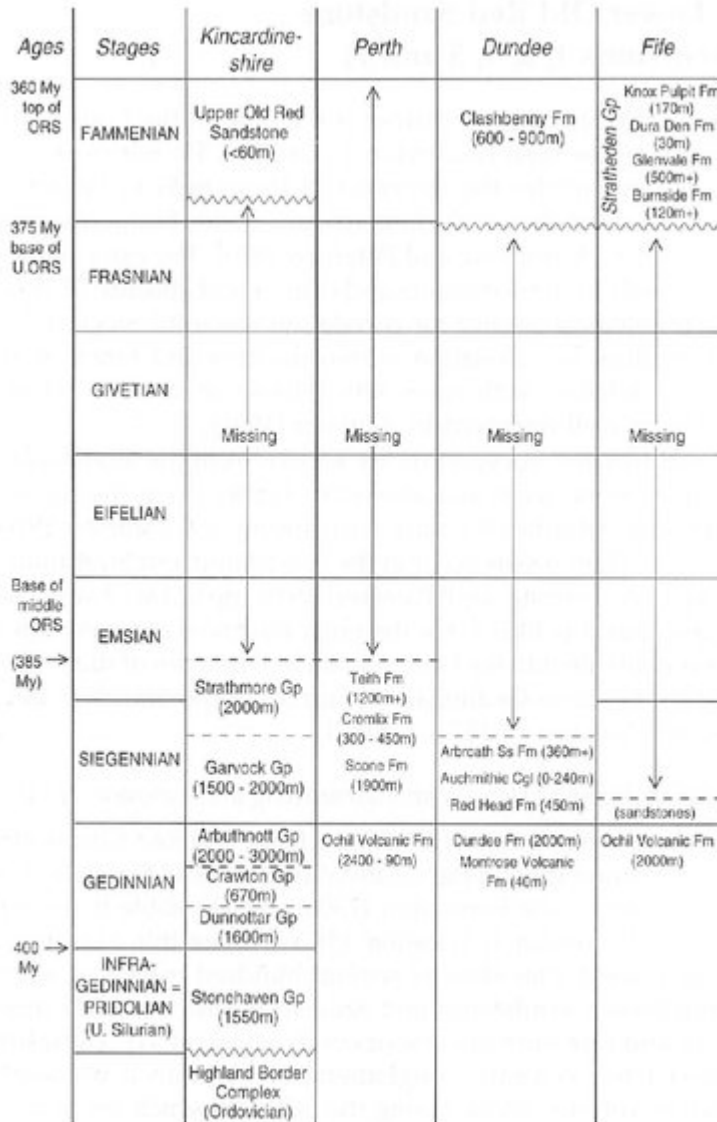 Ages
Stages
Kincardine-
shire
Perth
Dundee
Fife
360 My
top of
ORS
FAMMENIAN
Upper Old Red
Sandstone
(<60m)
Clashbenny Fm
(600 - 900m)
Stratheden Gp
Knox Pulpit Fm
(170m)
Dura Den Fm
(30m)
Glenvale Fm
(500m+)
Burnside Fm
(120m+)
375 My
base of
U.ORS
FRASNIAN
GIVETIAN
Missing
Missing
Missing
Missing
EIFELIAN
Base of
middle
ORS
EMSIAN
(385
My)
Strathmore Gp
(2000m)
Teith Fm
(1200m+)
Cromlix Fm
(300 - 450m)
Scone Fm
(1900m)
SIEGENNIAN
Garvock Gp
(1500 - 2000m)
Arbroath Ss Fm (360m+)
Auchmithic Cgl (0-240m)
Red Head Fm (450m)
(sandstones)
GEDINNIAN
Arbuthnott Gp
(2000 - 3000m)
Crawton Gp
(670m)
Dunnottar Gp
(1600m)
Ochil Volcanic Fm
(2400 - 90m)
Dundee Fm (2000m)
Montrose Volcanic
Fm (40m)
Ochil Volcanic Fm
(2000m)
400
My
INFRA-
GEDINNIAN =
PRIDOLIAN
(U. Silurian)
Stonehaven Gp
(1550m)
Highland Border
Complex
(Ordovician)